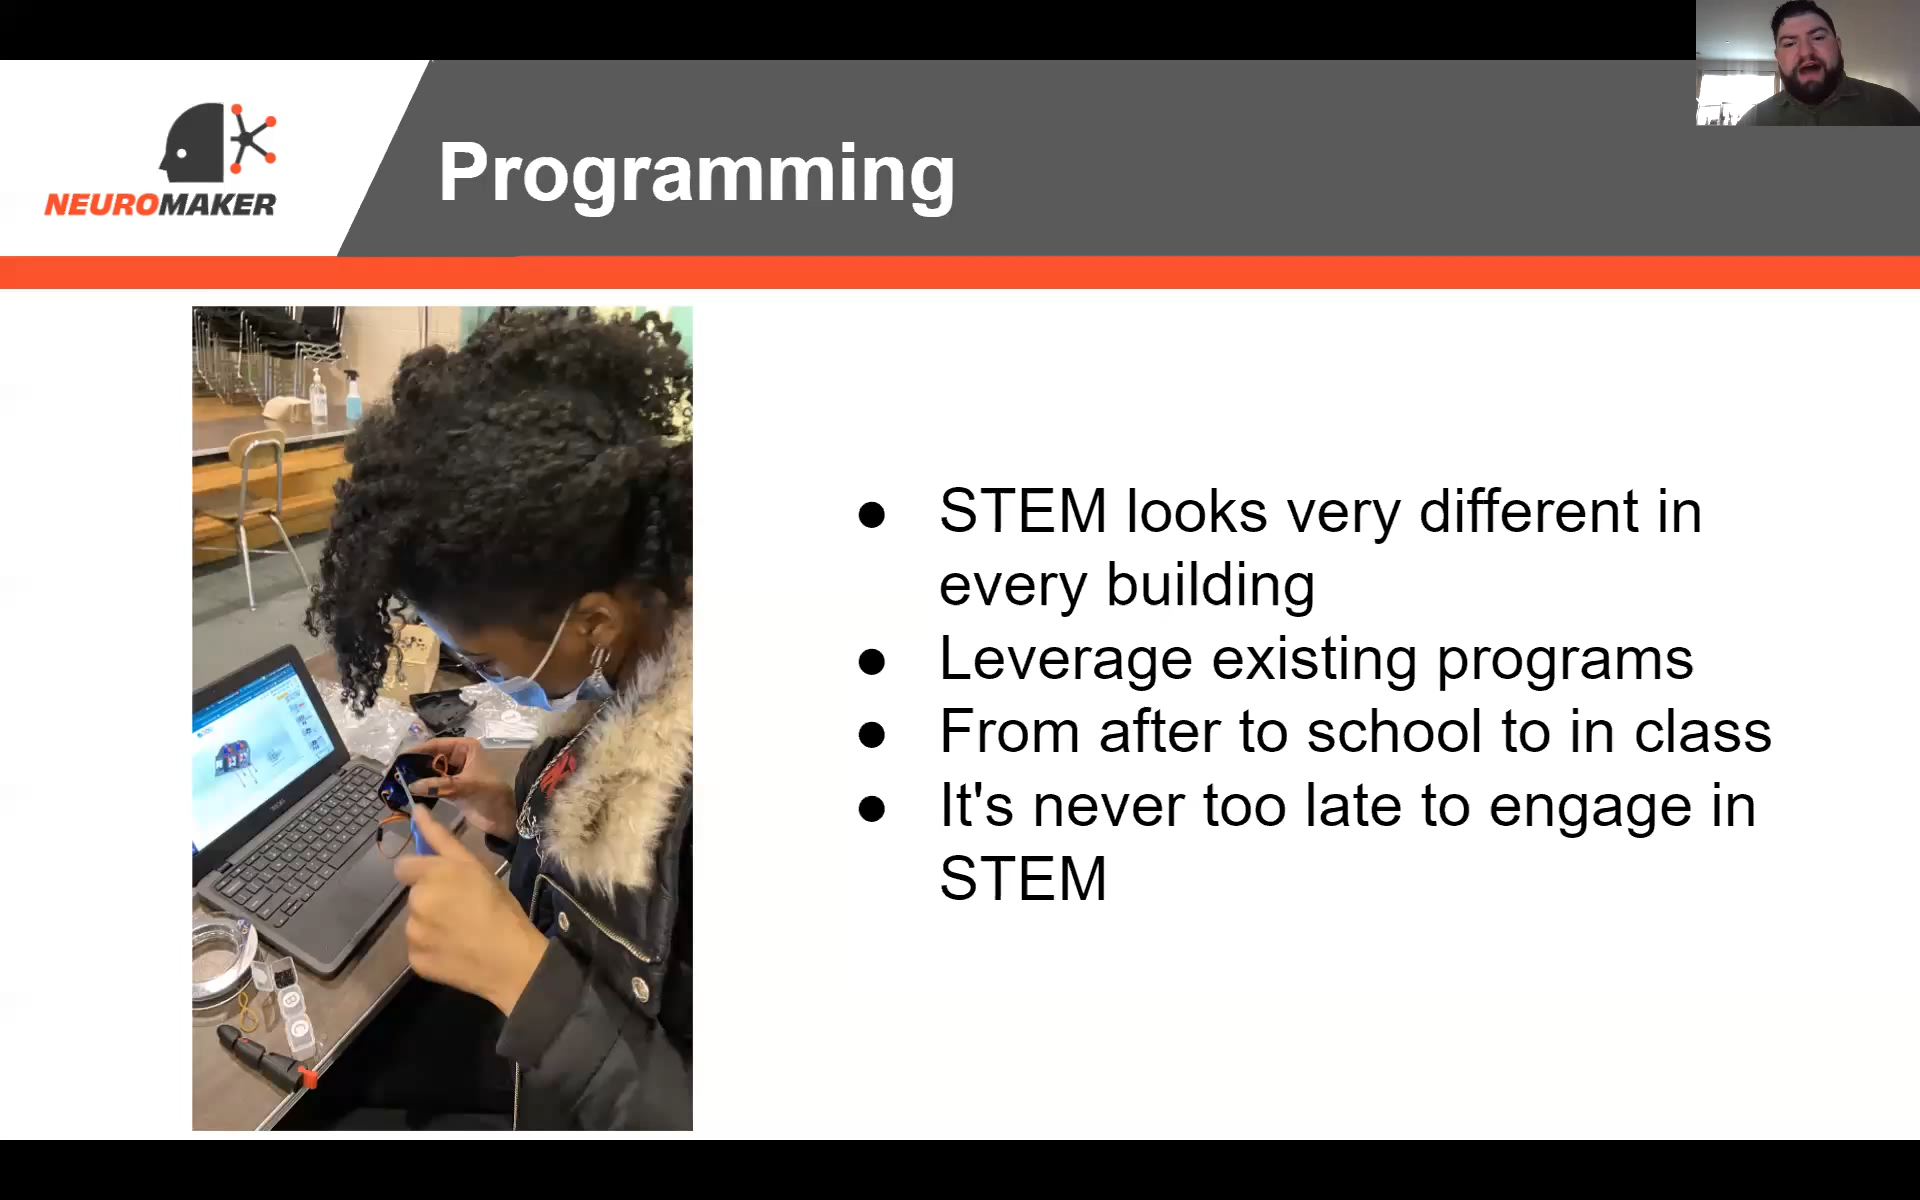 NEUROMAKER
Programming
● STEM looks very different in
every building
● Leverage existing programs
● From after to school to in class
● It's never too late to engage in
STEM